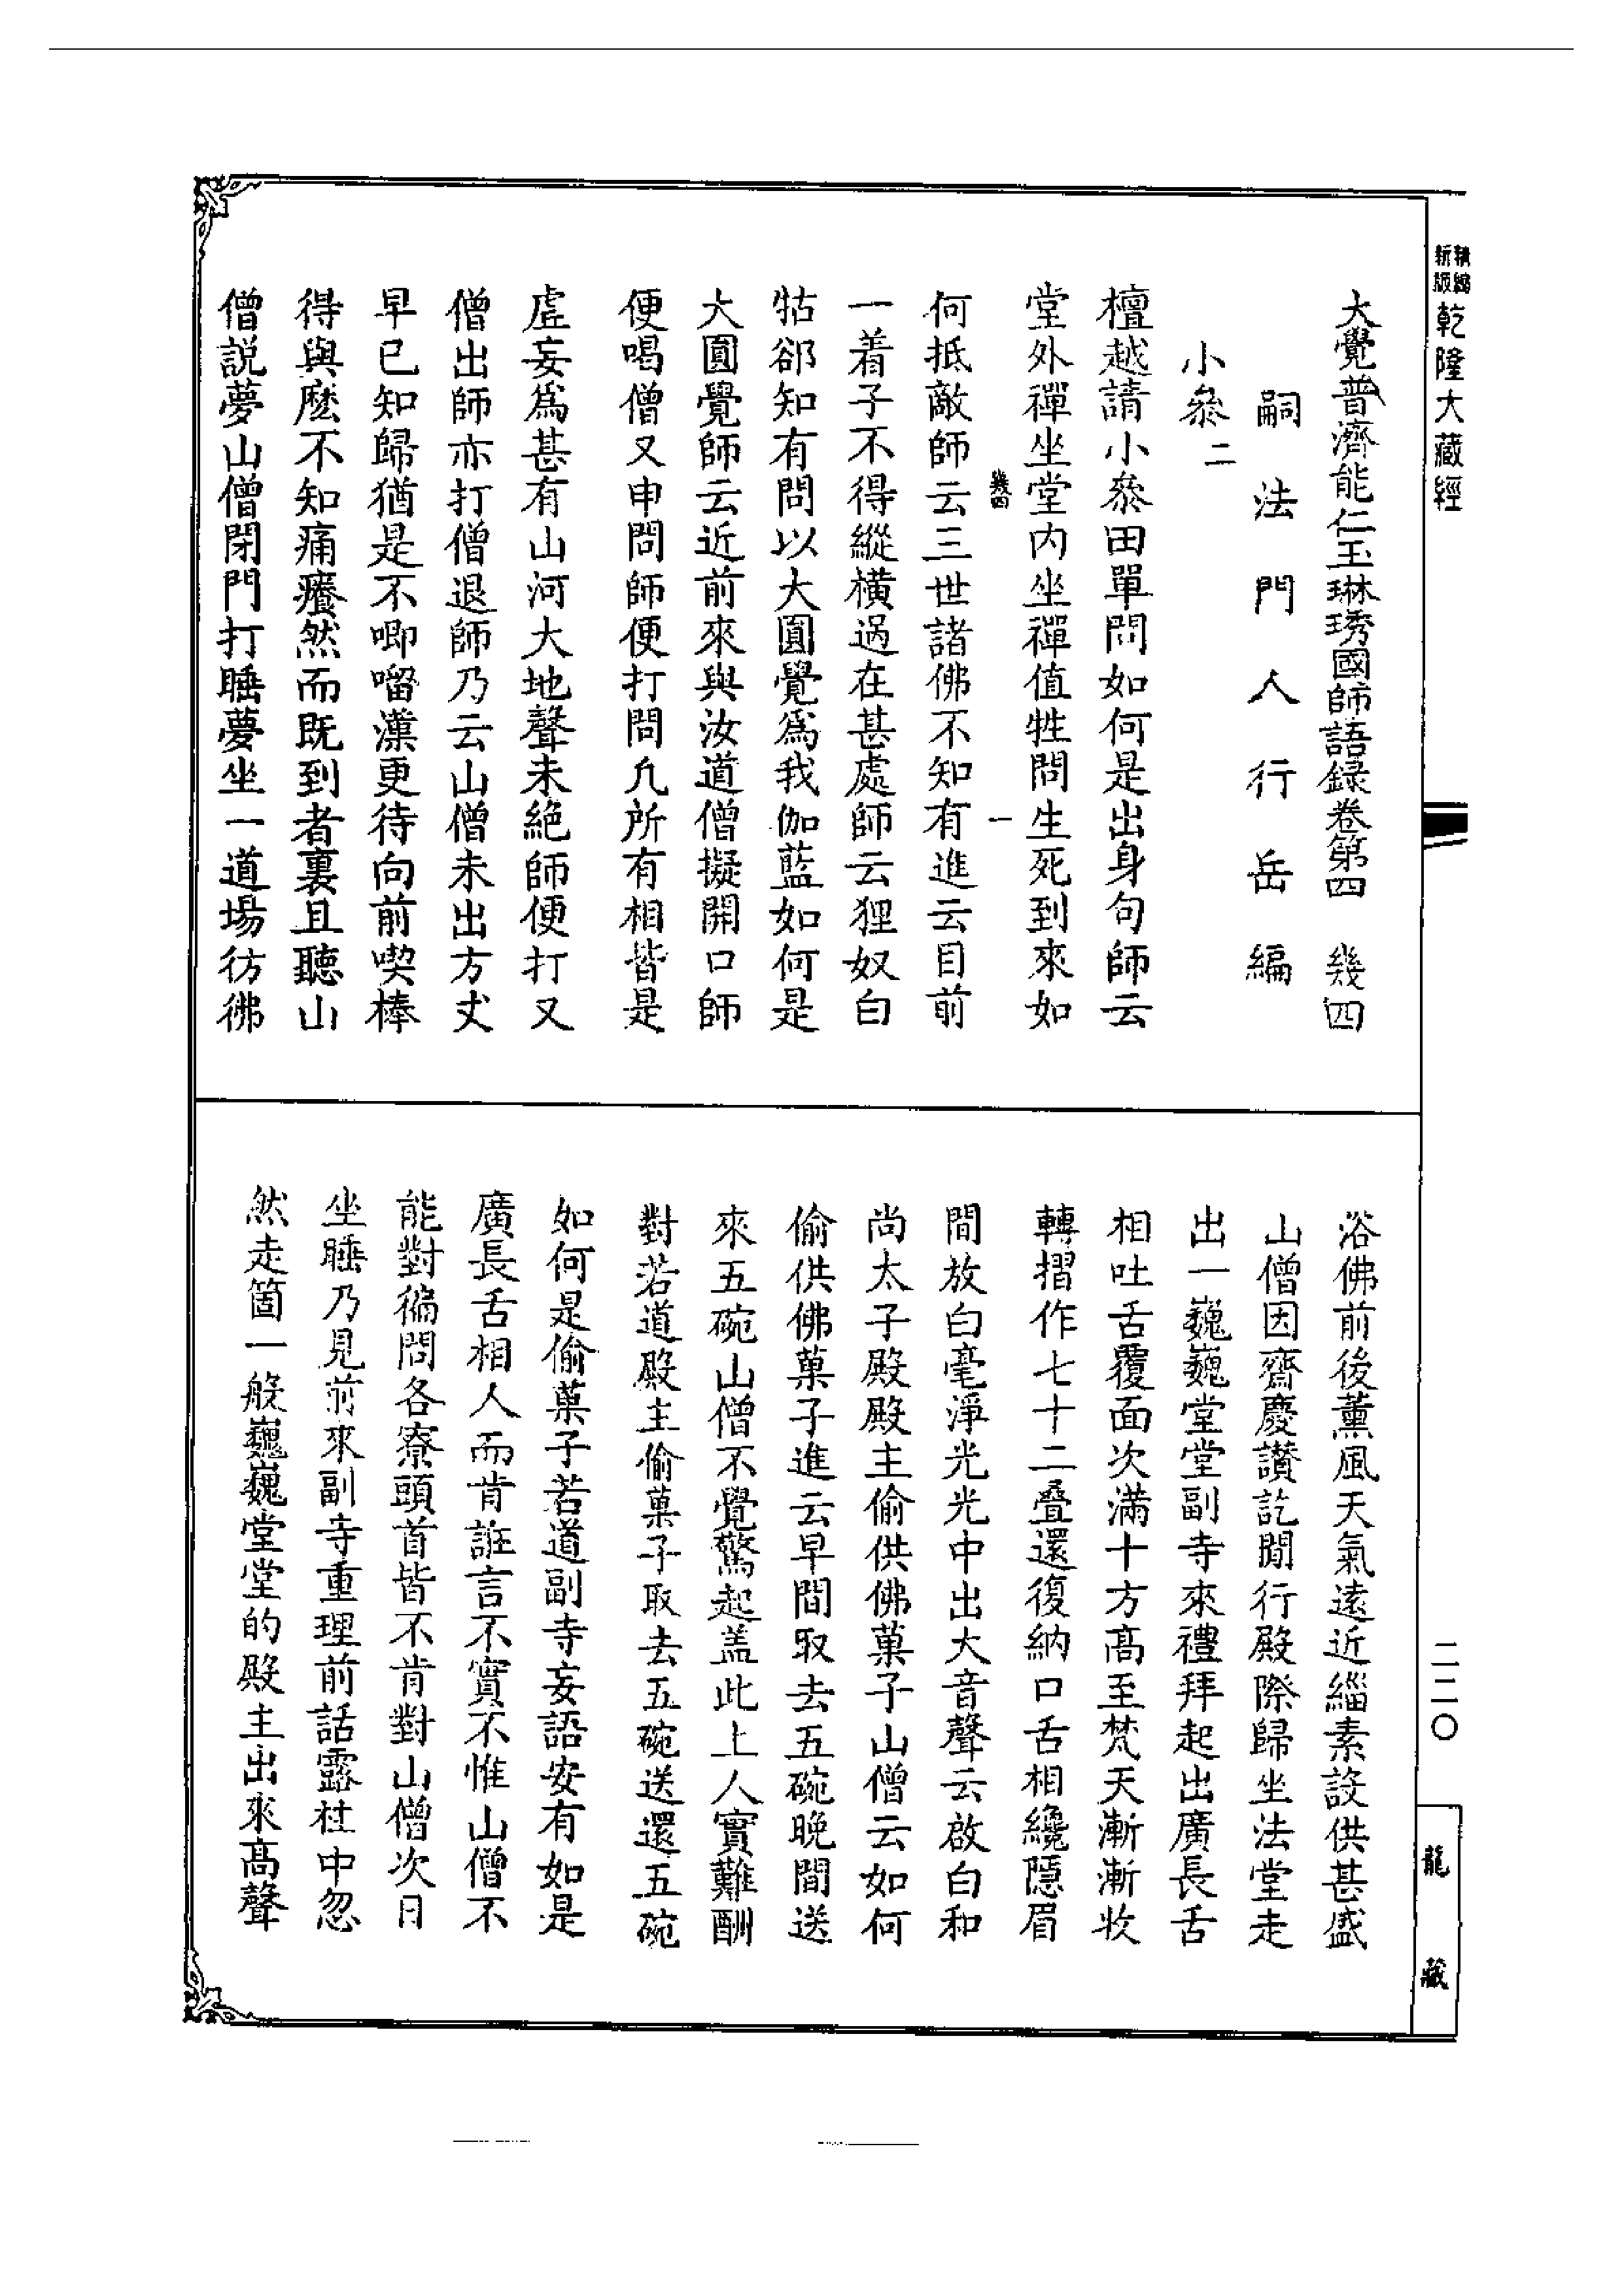 精縮新版乾隆大藏經
大覺普濟能仁玉琳琇國師語録卷第四　幾四
嗣法門人行岳編
小叅二
檀越請小叅田單問如何是出身句師云
堂外禪坐堂内坐禪值牲問生死到來如
幾四　一
何抵敵師云三世諸佛不知有進云目前
一着子不得縱橫過在甚處師云狸奴白
牯郤知有問以大圓覺爲我伽藍如何是
大圓覺師云近前來與汝道僧擬開口師
便喝僧又申問師便打問凡所有相皆是
虛妄爲甚有山河大地聲未絕師便打又
僧出師亦打僧退師乃云山僧未出方丈
早已知歸猶是不唧㗰漢更待向前喫棒
得與麽不知痛癢然而既到者裏且聽山
僧說夢山僧閉門打睡夢坐一道場彷彿
浴佛前後薰風天氣遠近緇素設供甚盛
山僧因齋慶讚訖閒行殿際歸坐法堂走
出一巍巍堂堂副寺來禮拜起出廣長舌
相吐舌覆面次滿十方高至梵天漸漸收
轉摺作七十二疊還復納口舌相纔隱眉
間放白毫淨光光中出大音聲云啟白和
尚太子殿殿主偷供佛菓子山僧云如何
偷供佛菓子進云早間取去五碗晚間送
來五碗山僧不覺驚起盖此上人實難酬
對若道殿主偷菓子取去五碗送還五碗
如何是偷菓子若道副寺妄語安有如是
廣長舌相人而肯誑言不實不惟山僧不
能對徧問各寮頭首皆不肯對山僧次日
坐睡乃見前來副寺重理前話露柱中忽
然走箇一般巍巍堂堂的殿主出來高聲
二二〇
龍藏